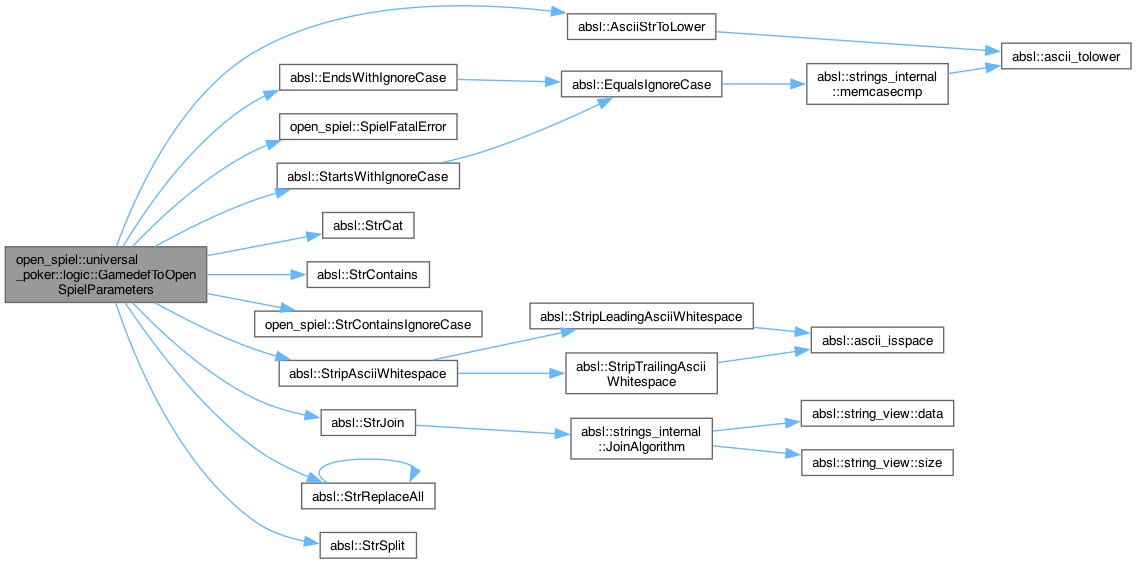 absl::AsciiStrToLower
absl::ascii_tolower
absl::EndsWithIgnoreCase
absl::EqualsIgnoreCase
absl::strings_internal
::memcasecmp
open_spiel::SpielFatalError
absl::StartsWithIgnoreCase
absl::StrCat
open_spiel::universal
_poker::logic::GamedefToOpen
SpielParameters
absl::StrContains
open_spiel::StrContainsIgnoreCase
absl::StripLeadingAsciiWhitespace
absl::ascii_isspace
absl::StripAsciiWhitespace
absl::StripTrailingAscii
Whitespace
absl::StrJoin
absl::strings_internal
::JoinAlgorithm
absl::string_view::data
absl::string_view::size
absl::StrReplaceAll
absl::StrSplit